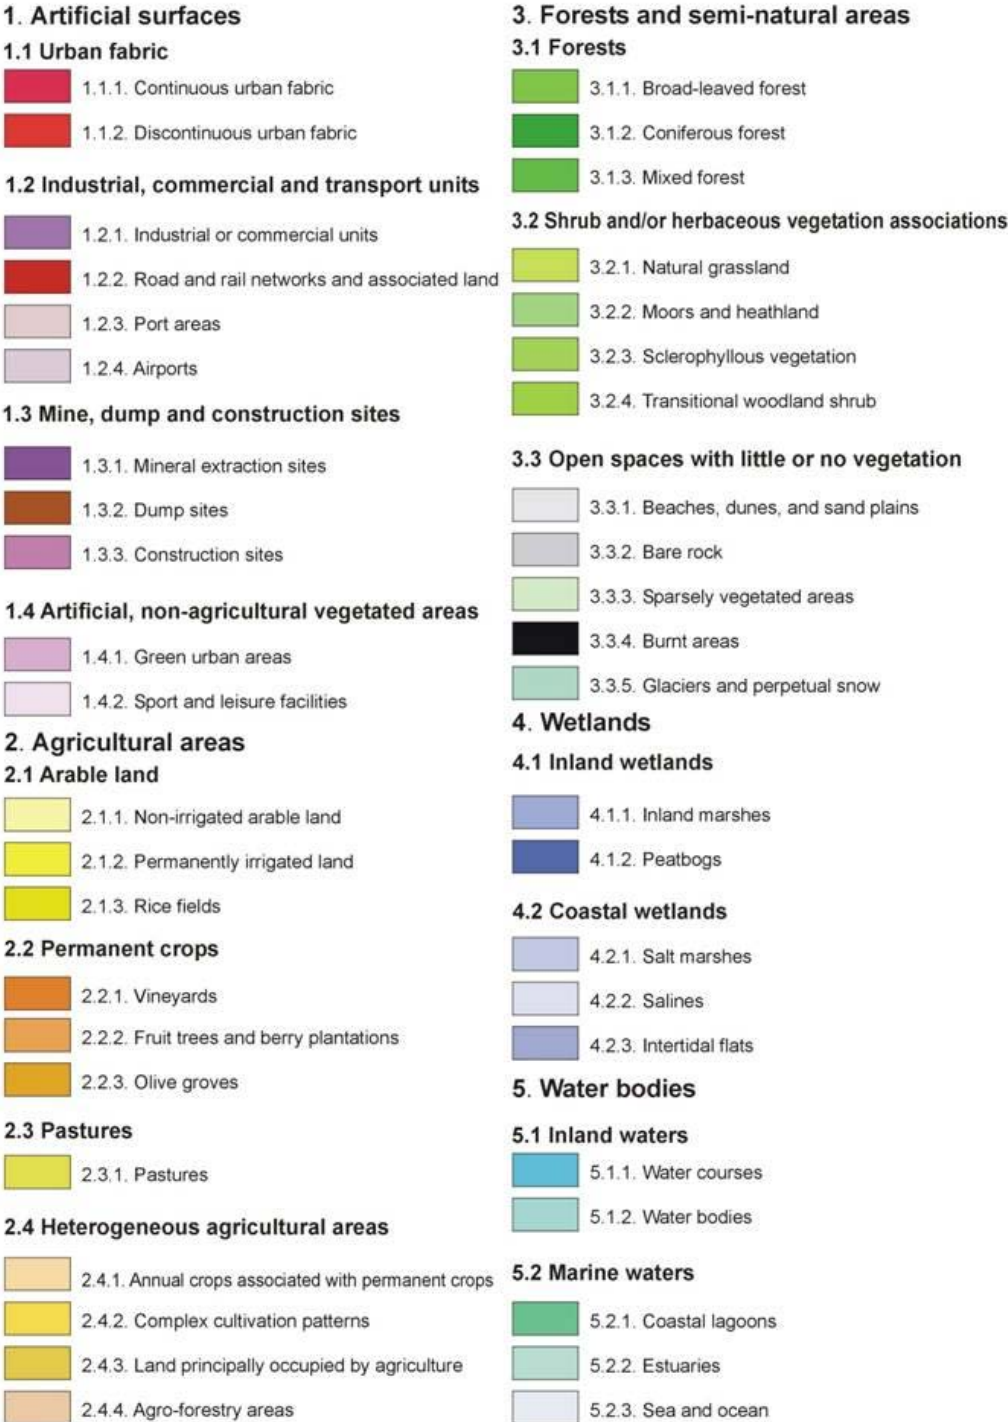 1. Artificial surfaces
1.1 Urban fabric
1.1.1. Continuous urban fabric
1.1.2. Discontinuous urban fabric
1.2 Industrial, commercial and transport units
1.2.1. Industrial or commercial units
1.2.2. Road and rail networks and associated land
1.2.3. Port areas
1.2.4. Airports
1.3 Mine, dump and construction sites
1.3.1. Mineral extraction sites
1.3.2. Dump sites
1.3.3. Construction sites
1.4 Artificial, non-agricultural vegetated areas
1.4.1. Green urban areas
1.4.2. Sport and leisure facilities
2. Agricultural areas
2.1 Arable land
2.1.1. Non-irrigated arable land
2.1.2. Permanently irrigated land
2.1.3. Rice fields
2.2 Permanent crops
2.2.1. Vineyards
2.2.2. Fruit trees and berry plantations
2.2.3. Olive groves
2.3 Pastures
2.3.1. Pastures
2.4 Heterogeneous agricultural areas
2.4.1. Annual crops associated with permanent crops
2.4.2. Complex cultivation patterns
2.4.3. Land principally occupied by agriculture
2.4.4. Agro-forestry areas
3. Forests and semi-natural areas
3.1 Forests
3.1.1. Broad-leaved forest
3.1.2. Coniferous forest
3.1.3. Mixed forest
3.2 Shrub and/or herbaceous vegetation associations
3.2.1. Natural grassland
3.2.2. Moors and heathland
3.2.3. Sclerophyllous vegetation
3.2.4. Transitional woodland shrub
3.3 Open spaces with little or no vegetation
3.3.1. Beaches, dunes, and sand plains
3.3.2. Bare rock
3.3.3. Sparsely vegetated areas
3.3.4. Burnt areas
3.3.5. Glaciers and perpetual snow
4. Wetlands
4.1 Inland wetlands
4.1.1. Inland marshes
4.1.2. Peatbogs
4.2 Coastal wetlands
4.2.1. Salt marshes
4.2.2. Salines
4.2.3. Intertidal flats
5. Water bodies
5.1 Inland waters
5.1.1. Water courses
5.1.2. Water bodies
5.2 Marine waters
5.2.1. Coastal lagoons
5.2.2. Estuaries
5.2.3. Sea and ocean